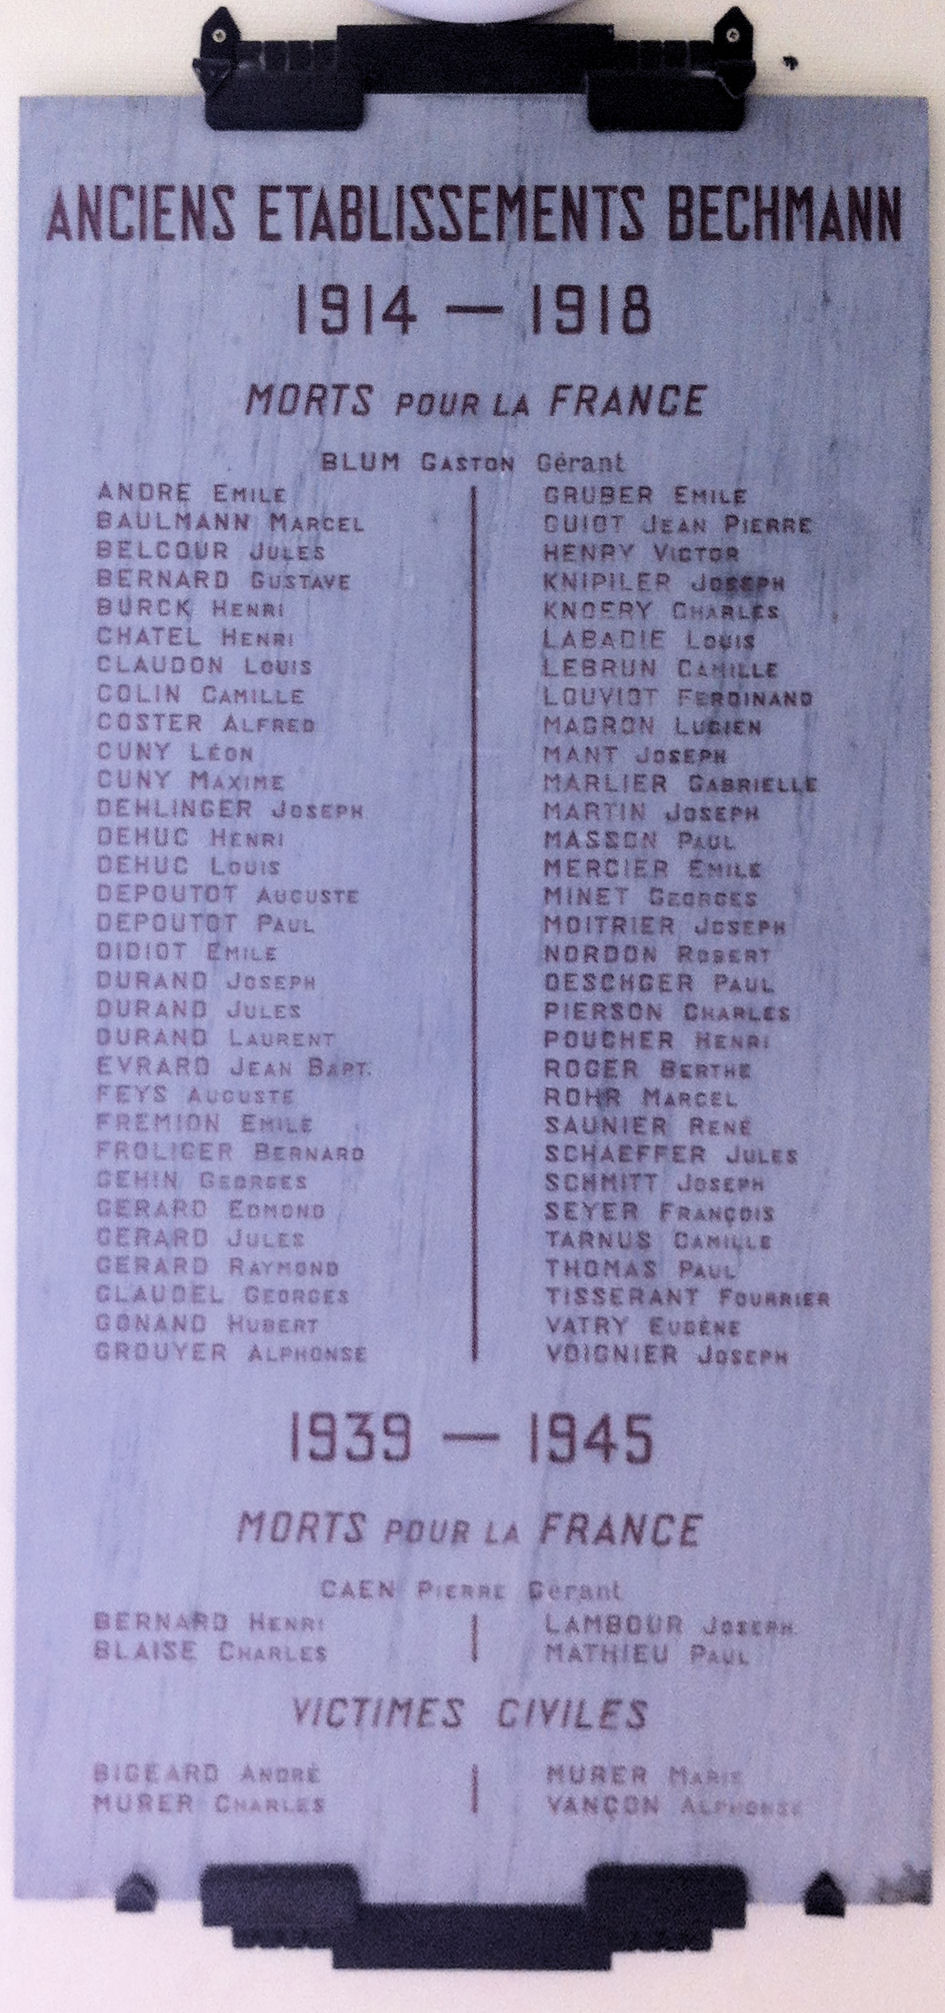 ANCIENS ETABLISSEMENTS BECHMANN
1914 — 1918
MORTS POUR LA FRANCE
BLUM GASTON Gérant
ANDRE EMILE
BAULMANN MARCEL
BELCOUR JULES
BERNARD GUSTAVE
BURCK HENRI
CHATEL HENRI
CLAUDON LOUIS
COLIN CAMILLE
COSTER ALFRED
CUNY LÉON
CUNY MAXIME
DEHLINGER JOSEPH
DEHUC HENRI
DEHUC LOUIS
DEPOUTOT AUGUSTE
DEPOUTOT PAUL
DIDIOT EMILE
DURAND JOSEPH
DURAND JULES
DURAND LAURENT
EVRARD JEAN BAPT.
FEYS AUGUSTE
FREMION EMILE
FROLIGER BERNARD
GEHIN GEORGES
GERARD EDMOND
GERARD JULES
GERARD RAYMOND
GLAUDEL GEORGES
GONAND HUBERT
GROUYER ALPHONSE
GRUBER EMILE
GUIOT JEAN PIERRE
HENRY VICTOR
KNIPILER JOSEPH
KNOERY CHARLES
LABADIE LOUIS
LEBRUN CAMILLE
LOUVIOT FERDINAND
MAGRON LUCIEN
MANT JOSEPH
MARLIER GABRIELLE
MARTIN JOSEPH
MASSON PAUL
MERCIER EMILE
MINET GEORGES
MOITRIER JOSEPH
NORDON ROBERT
OESCHGER PAUL
PIERSON CHARLES
POUCHER HENRI
ROGER BERTHE
ROHR MARCEL
SAUNIER RENÉ
SCHAEFFER JULES
SCHMITT JOSEPH
SEYER FRANÇOIS
TARNUS CAMILLE
THOMAS PAUL
TISSERANT FOURRIER
VATRY EUGÈNE
VOIGNIER JOSEPH
1939 — 1945
MORTS POUR LA FRANCE
CAEN PIERRE Gérant
BERNARD HENRI
BLAISE CHARLES
LAMBOUR JOSEPH
MATHIEU PAUL
VICTIMES CIVILES
BIGEARD ANDRÉ
MURER CHARLES
MURER MARIE
VANÇON ALPHONSE